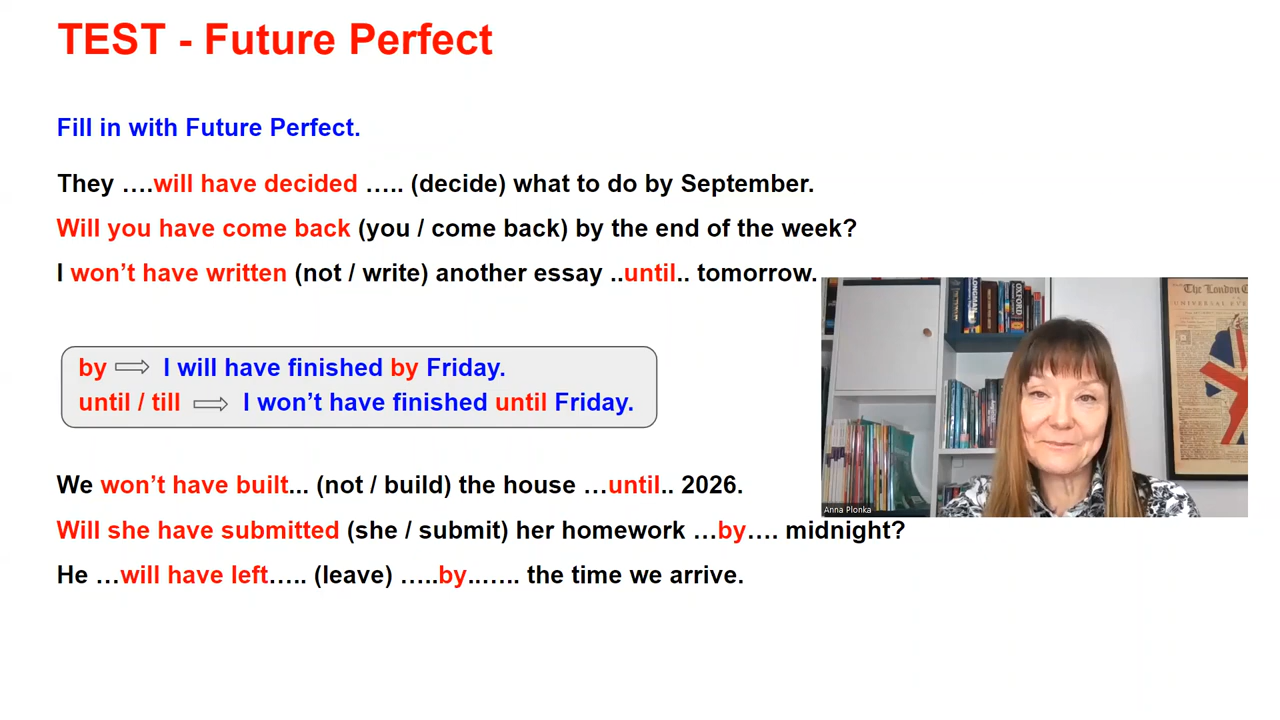 TEST - Future Perfect
Fill in with Future Perfect.
They ….will have decided ….. (decide) what to do by September.
Will you have come back (you / come back) by the end of the week?
I won’t have written (not / write) another essay ..until.. tomorrow.
by ⇨ I will have finished by Friday.
until / till ⇨ I won’t have finished until Friday.
We won’t have built... (not / build) the house …until.. 2026.
Will she have submitted (she / submit) her homework …by…. midnight?
He …will have left….. (leave) …..by..….. the time we arrive.
The London
LONGMAN
OXFORD
Anna Plonka